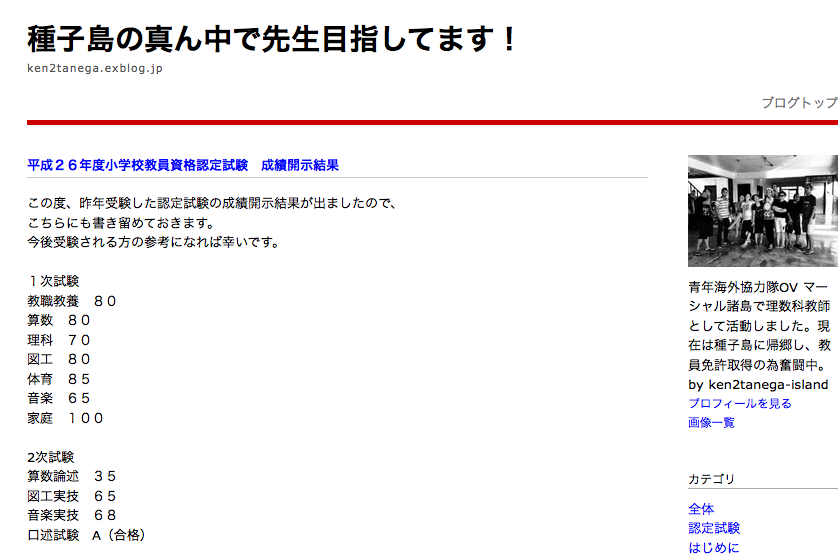 種子島の真ん中で先生目指してます！
ken2tanega.exblog.jp
ブログトップ
平成２６年度小学校教員資格認定試験　成績開示結果
この度、昨年受験した認定試験の成績開示結果が出ましたので、
こちらにも書き留めておきます。
今後受験される方の参考になれば幸いです。
１次試験
教職教養　８０
算数　８０
理科　７０
図工　８０
体育　８５
音楽　６５
家庭　１００
2次試験
算数論述　３５
図工実技　６５
音楽実技　６８
口述試験　A（合格）
青年海外協力隊OV マー
シャル諸島で理数科教師
として活動しました。現
在は種子島に帰郷し、教
員免許取得の為奮闘中。
by ken2tanega-island
プロフィールを見る
画像一覧
カテゴリ
全体
認定試験
はじめに